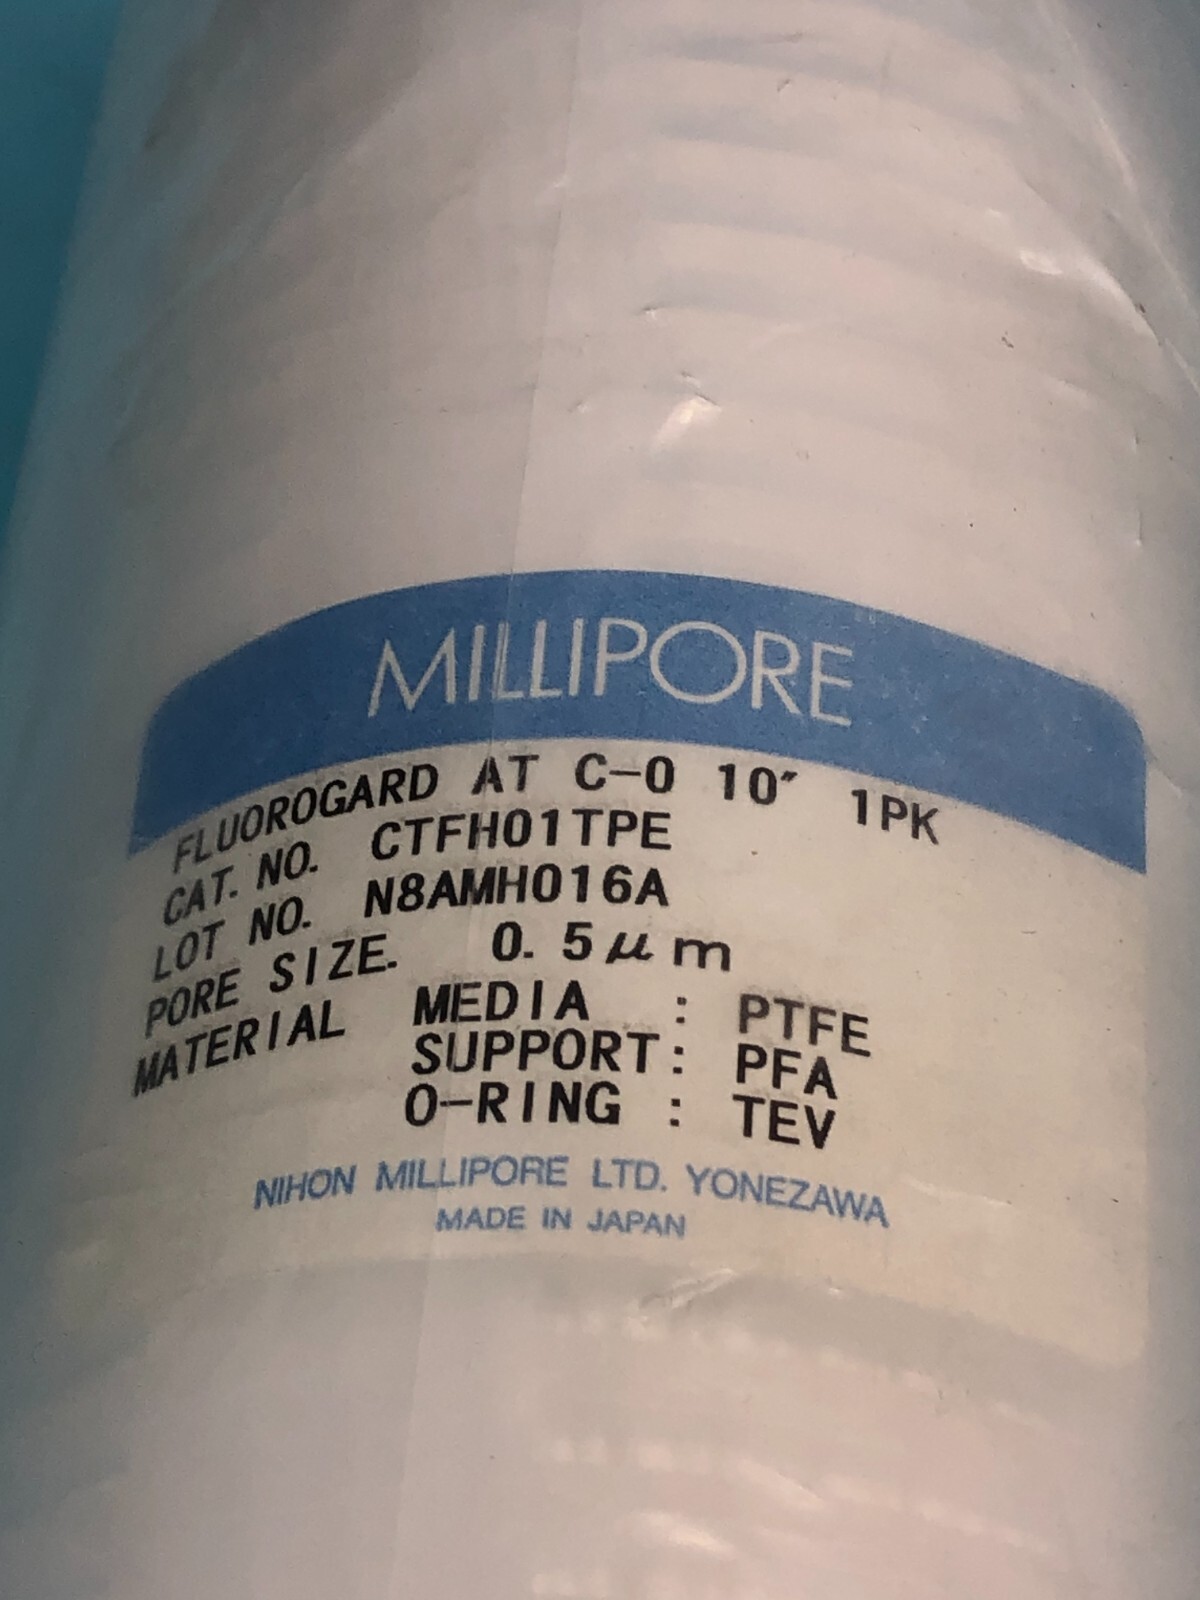 MILLIPORE
FLUOROGARD AT C-0 10" 1PK
CAT. NO. CTFH01TPE
LOT NO. N8AMH016A
PORE SIZE. 0. 5μm
MATERIAL MEDIA : PTFE
SUPPORT: PFA
O-RING : TEV
NIHON MILLIPORE LTD. YONEZAWA
MADE IN JAPAN